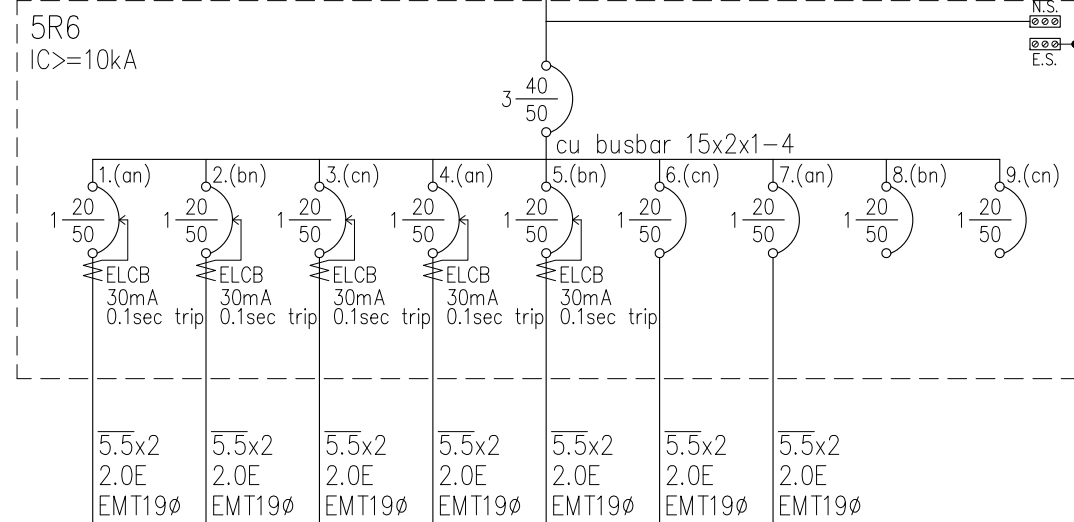 N.S.
5R6
IC>=10kA
E.S.
3 40
50
cu busbar 15x2x1-4
1.(an) 2.(bn) 3.(cn) 4.(an) 5.(bn) 6.(cn) 7.(an) 8.(bn) 9.(cn)
1 20 1 20 1 20 1 20 1 20 1 20 1 20 1 20 1 20
50 50 50 50 50 50 50 50 50
ELCB ELCB ELCB ELCB ELCB
30mA 30mA 30mA 30mA 30mA
0.1sec trip 0.1sec trip 0.1sec trip 0.1sec trip 0.1sec trip
5.5x2 5.5x2 5.5x2 5.5x2 5.5x2 5.5x2 5.5x2
2.0E 2.0E 2.0E 2.0E 2.0E 2.0E 2.0E
EMT19ø EMT19ø EMT19ø EMT19ø EMT19ø EMT19ø EMT19ø